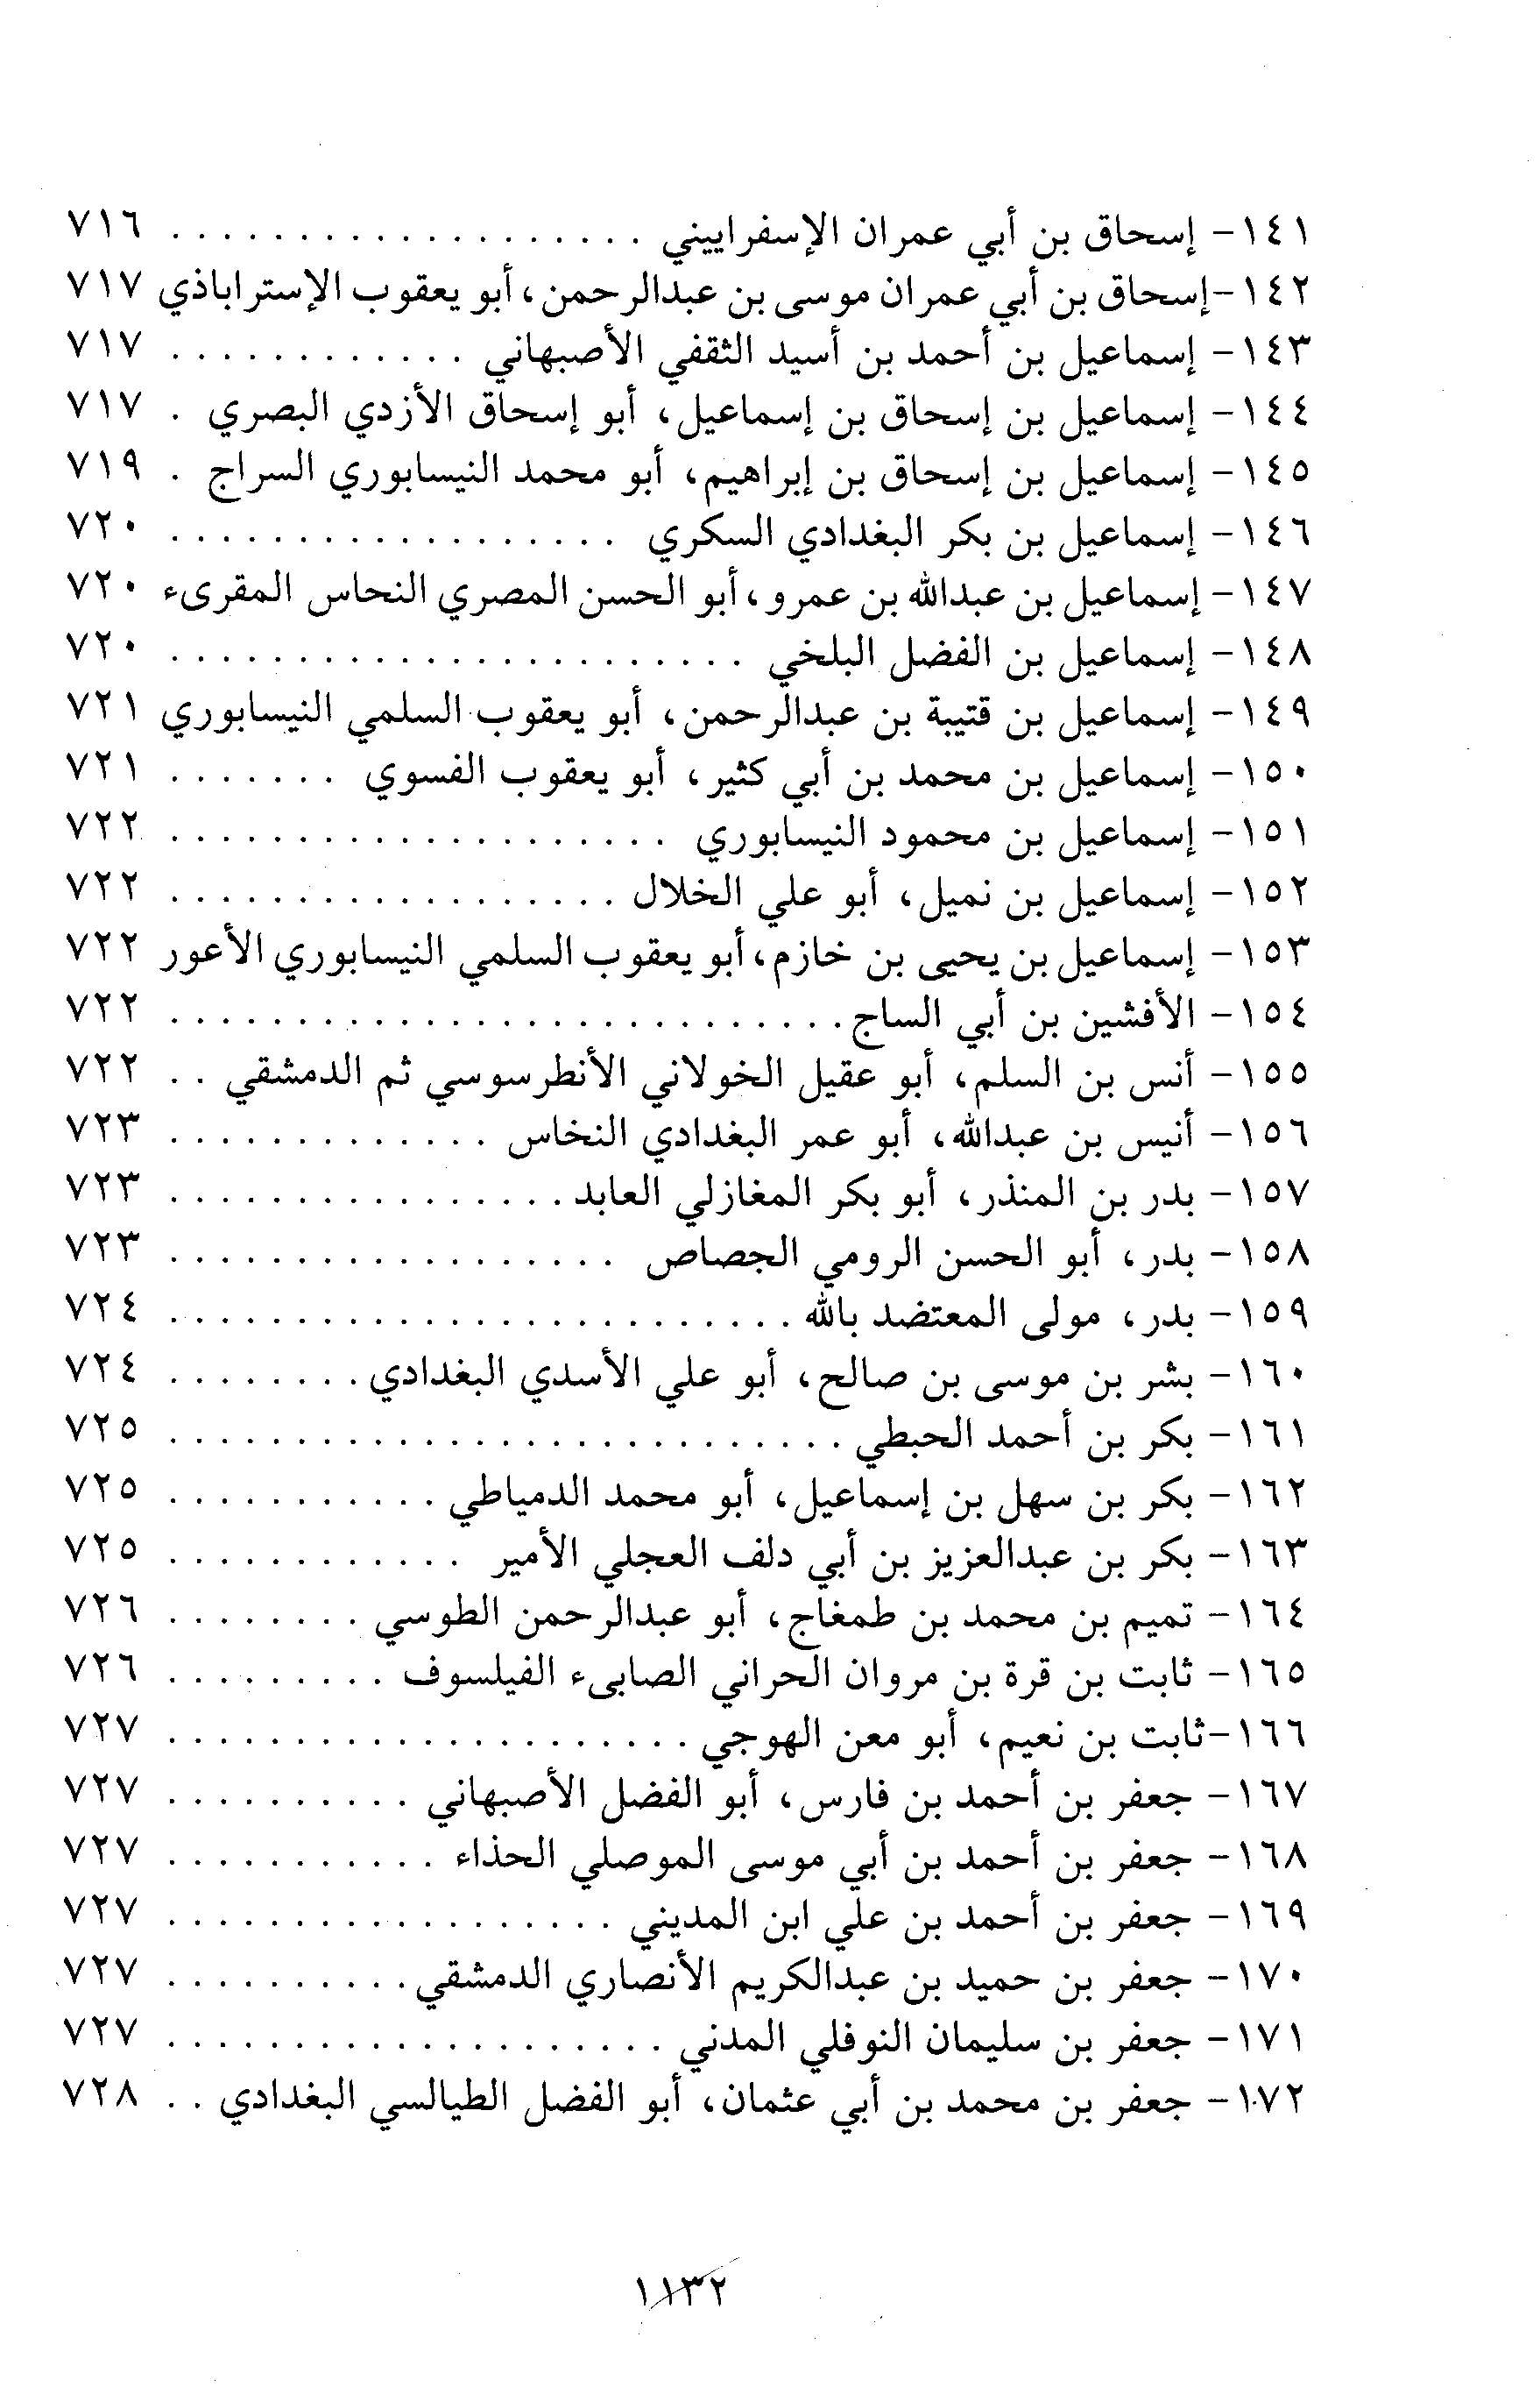 ١٤١- إسحاق بن أبي عمران الإسفراييني . . . . . . . . . . . . . . . . . . . ٧١٦
١٤٢-إسحاق بن أبي عمران موسى بن عبدالرحمن، أبو يعقوب الإستراباذي ٧١٧
١٤٣- إسماعيل بن أحمد بن أسيد الثقفي الأصبهاني . . . . . . . . . . . . ٧١٧
١٤٤- إسماعيل بن إسحاق بن إسماعيل، أبو إسحاق الأزدي البصري . ٧١٧
١٤٥- إسماعيل بن إسحاق بن إبراهيم، أبو محمد النيسابوري السراج . ٧١٩
١٤٦- إسماعيل بن بكر البغدادي السكري . . . . . . . . . . . . . . . . . . ٧٢٠
١٤٧- إسماعيل بن عبدالله بن عمرو، أبو الحسن المصري النحاس المقرىء ٧٢٠
١٤٨- إسماعيل بن الفضل البلخي . . . . . . . . . . . . . . . . . . . . . . . ٧٢٠
١٤٩- إسماعيل بن قتيبة بن عبدالرحمن، أبو يعقوب السلمي النيسابوري ٧٢١
١٥٠- إسماعيل بن محمد بن أبي كثير، أبو يعقوب الفسوي . . . . . . . ٧٢١
١٥١- إسماعيل بن محمود النيسابوري . . . . . . . . . . . . . . . . . . . . ٧٢٢
١٥٢- إسماعيل بن نميل، أبو علي الخلال . . . . . . . . . . . . . . . . . . ٧٢٢
١٥٣- إسماعيل بن يحيى بن خازم، أبو يعقوب السلمي النيسابوري الأعور ٧٢٢
١٥٤- الأفشين بن أبي الساج . . . . . . . . . . . . . . . . . . . . . . . . . . . ٧٢٢
١٥٥- أنس بن السلم، أبو عقيل الخولاني الأنطرسوسي ثم الدمشقي . . ٧٢٢
١٥٦- أنيس بن عبدالله، أبو عمر البغدادي النخاس . . . . . . . . . . . . . ٧٢٣
١٥٧- بدر بن المنذر، أبو بكر المغازلي العابد . . . . . . . . . . . . . . . . ٧٢٣
١٥٨- بدر، أبو الحسن الرومي الجصاص . . . . . . . . . . . . . . . . . . ٧٢٣
١٥٩- بدر، مولى المعتضد بالله . . . . . . . . . . . . . . . . . . . . . . . . . ٧٢٤
١٦٠- بشر بن موسى بن صالح، أبو علي الأسدي البغدادي . . . . . . . . ٧٢٤
١٦١- بكر بن أحمد الحبطي . . . . . . . . . . . . . . . . . . . . . . . . . . . ٧٢٥
١٦٢- بكر بن سهل بن إسماعيل، أبو محمد الدمياطي . . . . . . . . . . . ٧٢٥
١٦٣- بكر بن عبدالعزيز بن أبي دلف العجلي الأمير . . . . . . . . . . . . ٧٢٥
١٦٤- تميم بن محمد بن طمغاج، أبو عبدالرحمن الطوسي . . . . . . . . ٧٢٦
١٦٥- ثابت بن قرة بن مروان الحراني الصابىء الفيلسوف . . . . . . . . . ٧٢٦
١٦٦-ثابت بن نعيم، أبو معن الهوجي . . . . . . . . . . . . . . . . . . . . . ٧٢٧
١٦٧- جعفر بن أحمد بن فارس، أبو الفضل الأصبهاني . . . . . . . . . . ٧٢٧
١٦٨- جعفر بن أحمد بن أبي موسى الموصلي الحذاء . . . . . . . . . . . ٧٢٧
١٦٩- جعفر بن أحمد بن علي ابن المديني . . . . . . . . . . . . . . . . . . ٧٢٧
١٧٠- جعفر بن حميد بن عبدالكريم الأنصاري الدمشقي . . . . . . . . . . ٧٢٧
١٧١- جعفر بن سليمان النوفلي المدني . . . . . . . . . . . . . . . . . . . . ٧٢٧
١٧٢- جعفر بن محمد بن أبي عثمان، أبو الفضل الطيالسي البغدادي . . ٧٢٨
١١٣٢